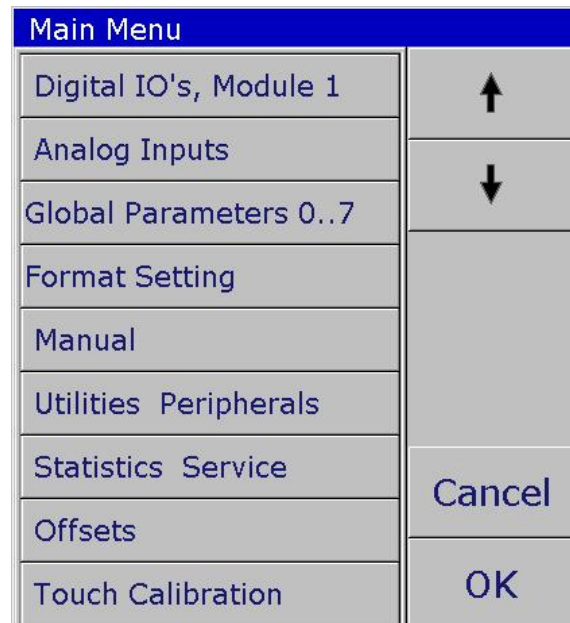 Main Menu
Digital IO's, Module 1
Analog Inputs
Global Parameters 0..7
Format Setting
Manual
Utilities  Peripherals
Statistics  Service
Offsets
Touch Calibration
Cancel
OK